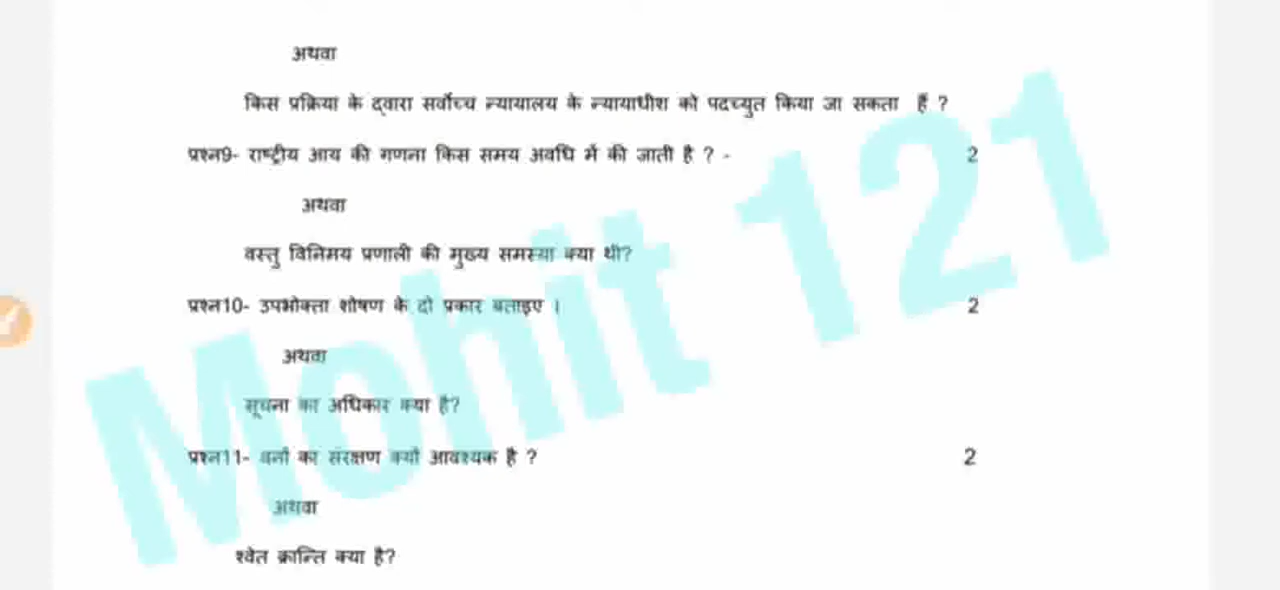 अथवा
किस प्रक्रिया के द्वारा सर्वोच्च न्यायालय के न्यायाधीश को पदच्युत किया जा सकता हैं ?
प्रश्न9- राष्ट्रीय आय की गणना किस समय अवधि में की जाती है ? - 2
अथवा
वस्तु विनिमय प्रणाली की मुख्य समस्या क्या थी?
प्रश्न10- उपभोक्ता शोषण के दो प्रकार बताइए । 2
अथवा
सूचना का अधिकार क्या है?
प्रश्न11- वनों का संरक्षण क्यों आवश्यक है ? 2
अथवा
श्वेत क्रान्ति क्या है?
Mohit 121